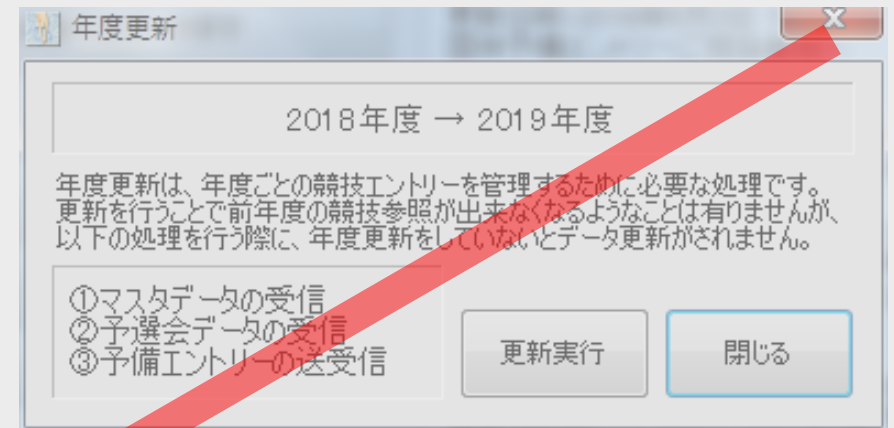 年度更新
2018年度 → 2019年度
年度更新は、年度ごとの競技エントリーを管理するために必要な処理です。
更新を行うことで前年度の競技参照が出来なくなるようなことは有りませんが、
以下の処理を行う際に、年度更新をしていないとデータ更新がされません。
①マスタデータの受信
②予選会データの受信
③予備エントリーの送受信
更新実行
閉じる